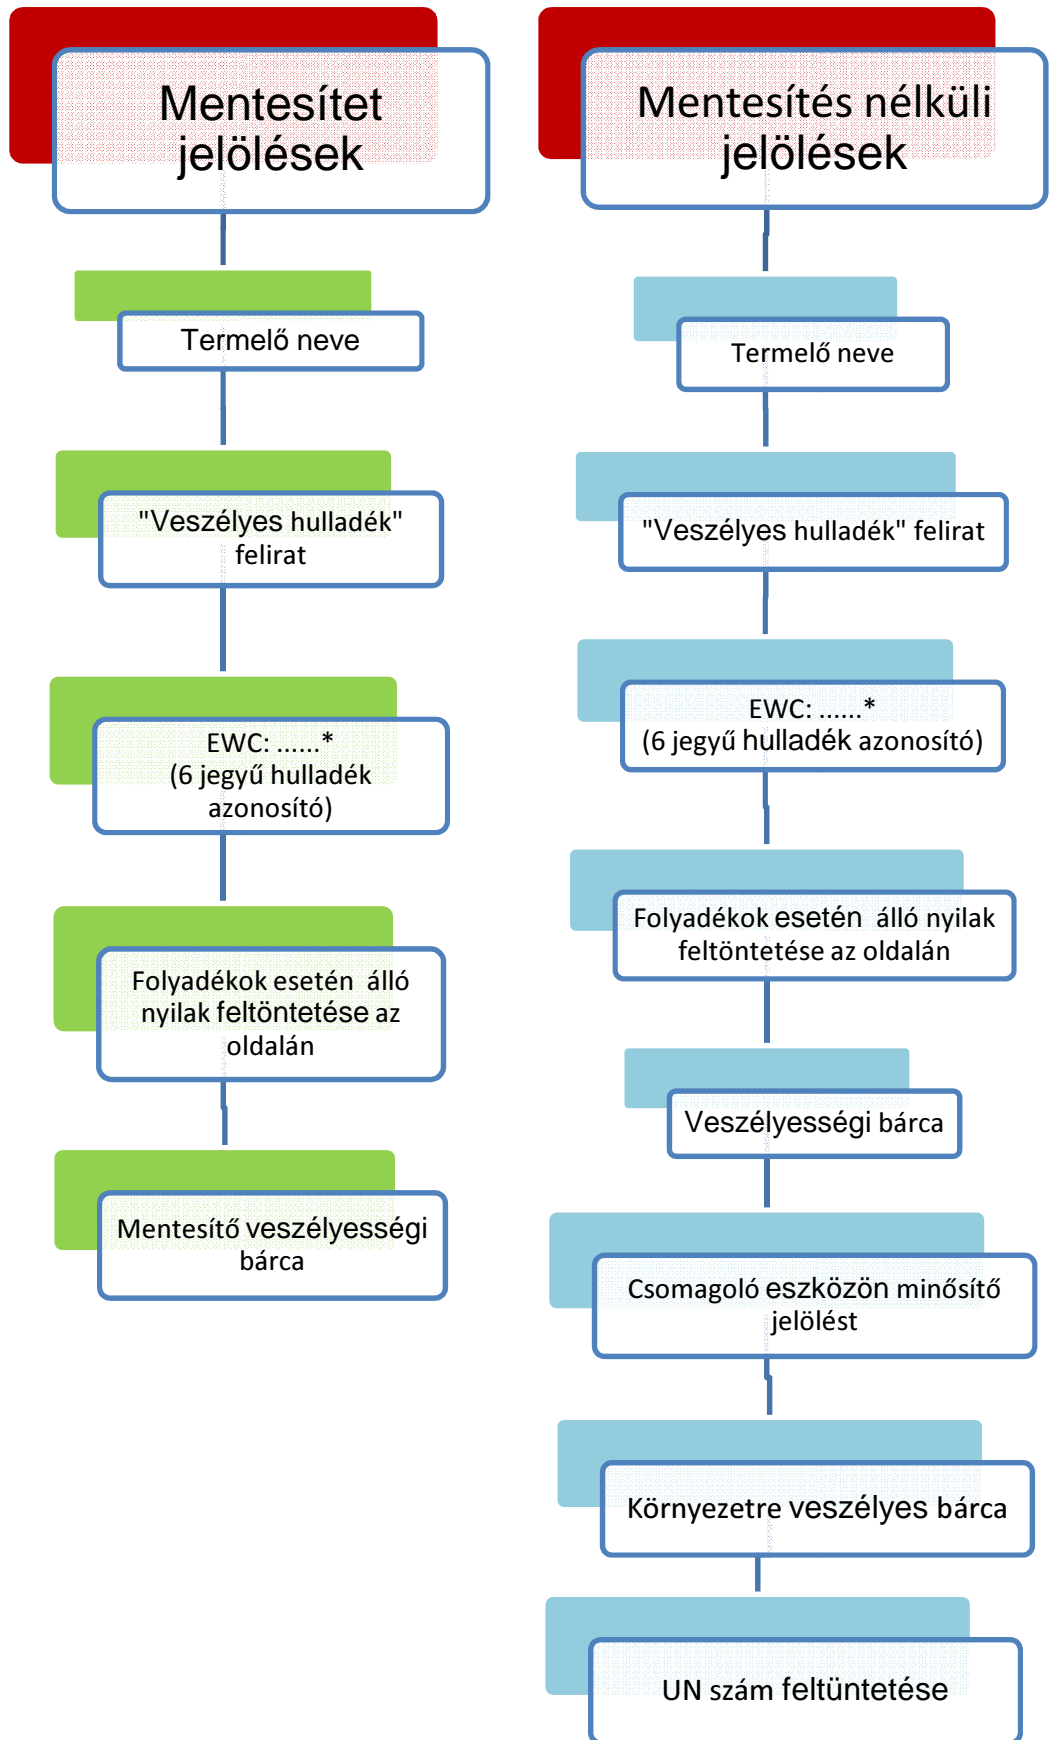 Mentesítet
jelölések
Termelő neve
"Veszélyes hulladék"
felirat
EWC: ......*
(6 jegyű hulladék
azonosító)
Folyadékok esetén álló
nyilak feltöntetése az
oldalán
Mentesítő veszélyességi
bárca
Mentesítés nélküli
jelölések
Termelő neve
"Veszélyes hulladék" felirat
EWC: ......*
(6 jegyű hulladék azonosító)
Folyadékok esetén álló nyilak
feltöntetése az oldalán
Veszélyességi bárca
Csomagoló eszközön minősítő
jelölést
Környezetre veszélyes bárca
UN szám feltüntetése